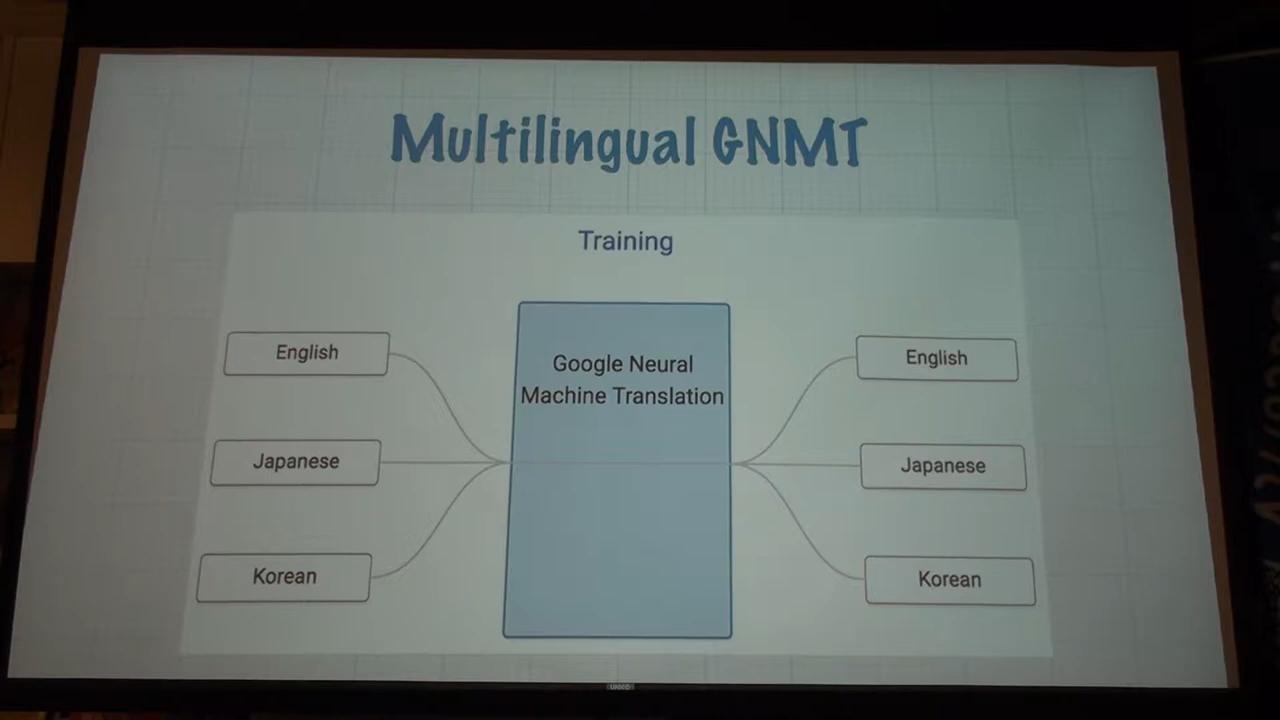 Multilingual GNMT
Training
Google Neural
Machine Translation
English
Japanese
Korean
English
Japanese
Korean